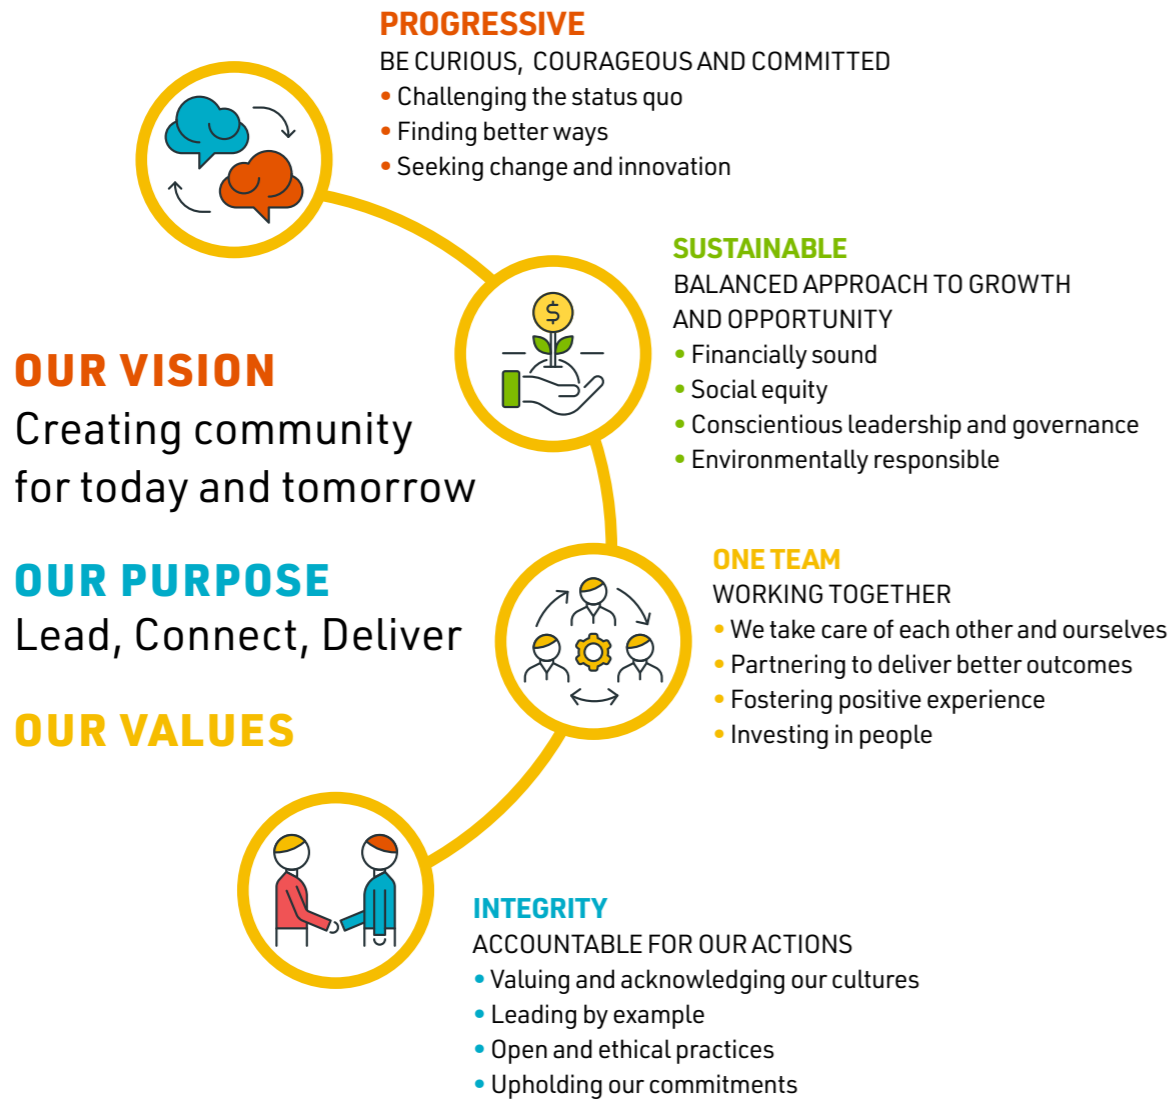 PROGRESSIVE
BE CURIOUS, COURAGEOUS AND COMMITTED
• Challenging the status quo
• Finding better ways
• Seeking change and innovation
SUSTAINABLE
BALANCED APPROACH TO GROWTH
AND OPPORTUNITY
• Financially sound
• Social equity
• Conscientious leadership and governance
• Environmentally responsible
$
OUR VISION
Creating community
for today and tomorrow
OUR PURPOSE
Lead, Connect, Deliver
OUR VALUES
ONE TEAM
WORKING TOGETHER
• We take care of each other and ourselves
• Partnering to deliver better outcomes
• Fostering positive experience
• Investing in people
INTEGRITY
ACCOUNTABLE FOR OUR ACTIONS
• Valuing and acknowledging our cultures
• Leading by example
• Open and ethical practices
• Upholding our commitments